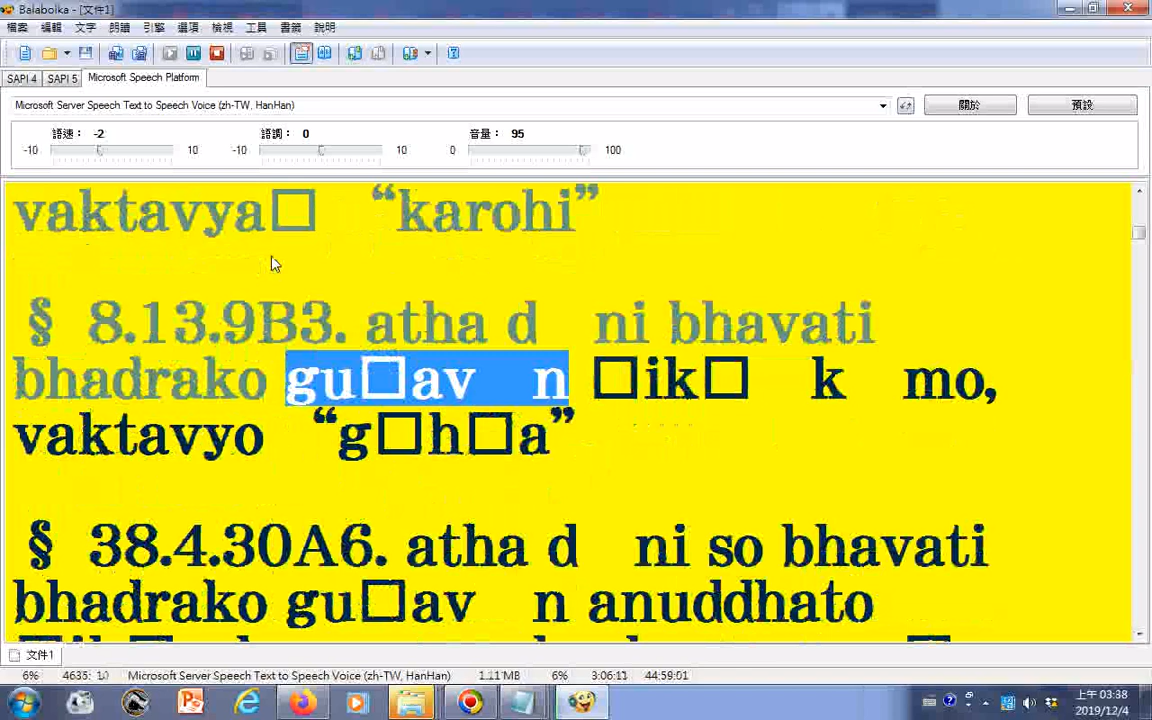 Balabolka - [文件1]
檔案 編輯 文字 朗讀 引擎 選項 檢視 工具 書籤 說明
SAPI 4 SAPI 5 Microsoft Speech Platform
Microsoft Server Speech Text to Speech Voice (zh-TW, HanHan) 關於 預設
語速： -2 語調： 0 音量： 95
-10 10 -10 10 0 100
vaktavya□ “karohi”
§ 8.13.9B3. atha d ni bhavati
bhadrako gu□av n □ik□ k mo,
vaktavyo “g□h□a”
§ 38.4.30A6. atha d ni so bhavati
bhadrako gu□av n anuddhato
文件1
6% 4635: 10 Microsoft Server Speech Text to Speech Voice (zh-TW, HanHan) 1.11 MB 6% 3:06:11 44:59:01
上午 03:38
2019/12/4